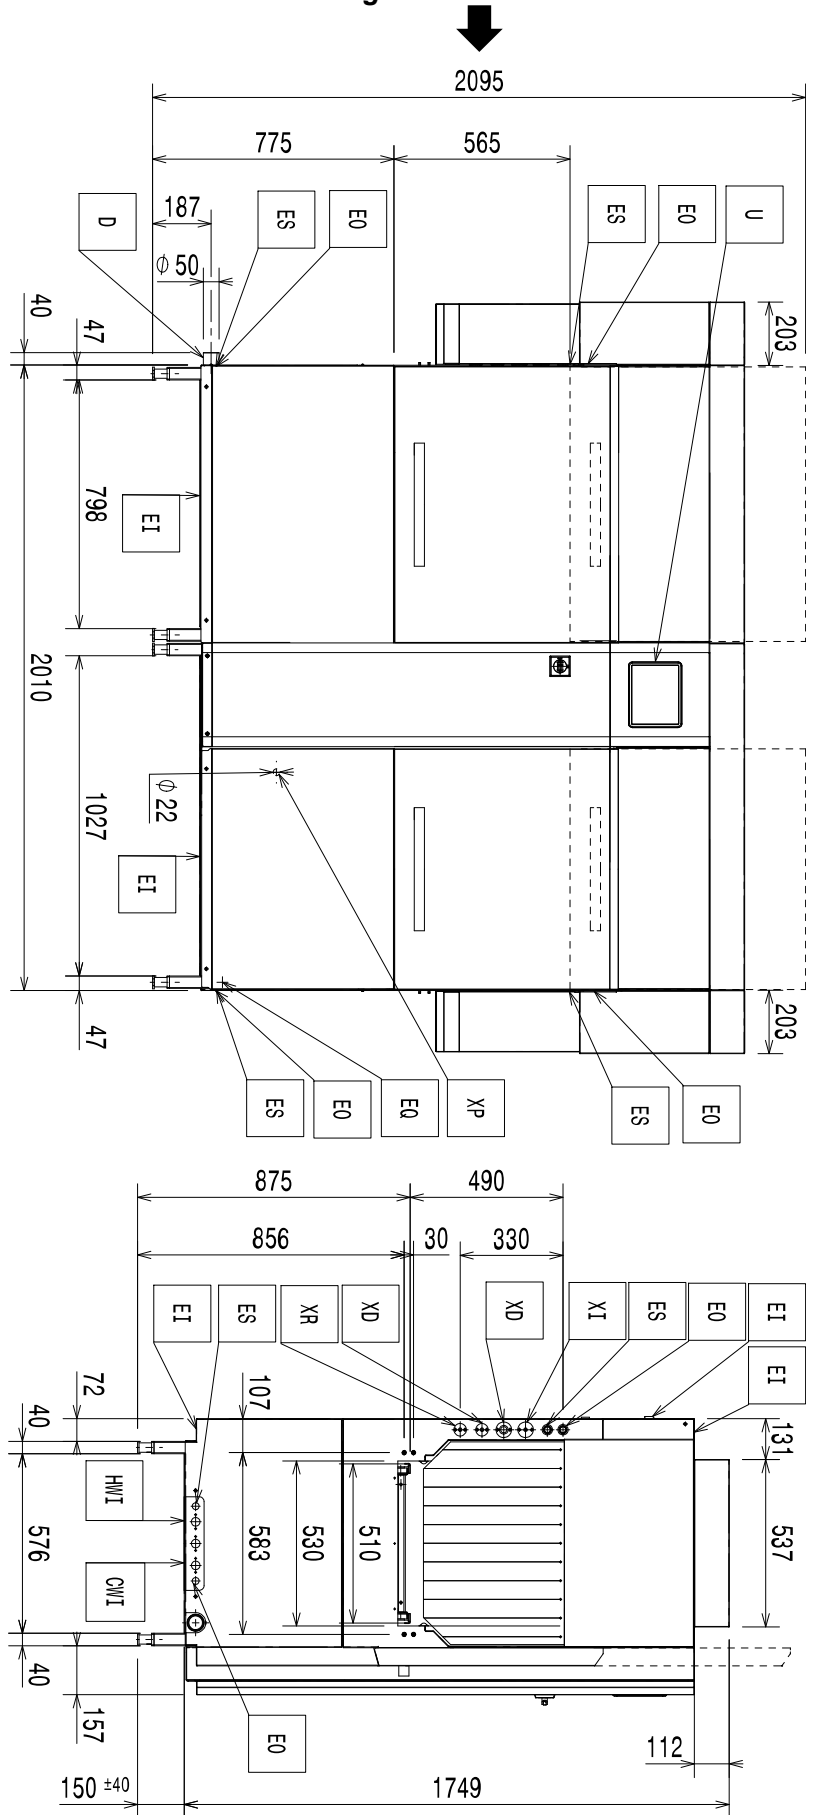 g
2095
775
565
187
D
ES
EO
ES
EO
U
ϕ 50
40
47
203
798
EI
2010
ϕ 22
1027
EI
47
203
ES
EO
EQ
XP
ES
EO
875
490
856
30
330
EI
ES
XR
XD
XD
XI
ES
EO
EI
EI
72
107
40
131
HWI
576
583
530
510
537
CWI
40
157
EO
112
150 ±40
1749